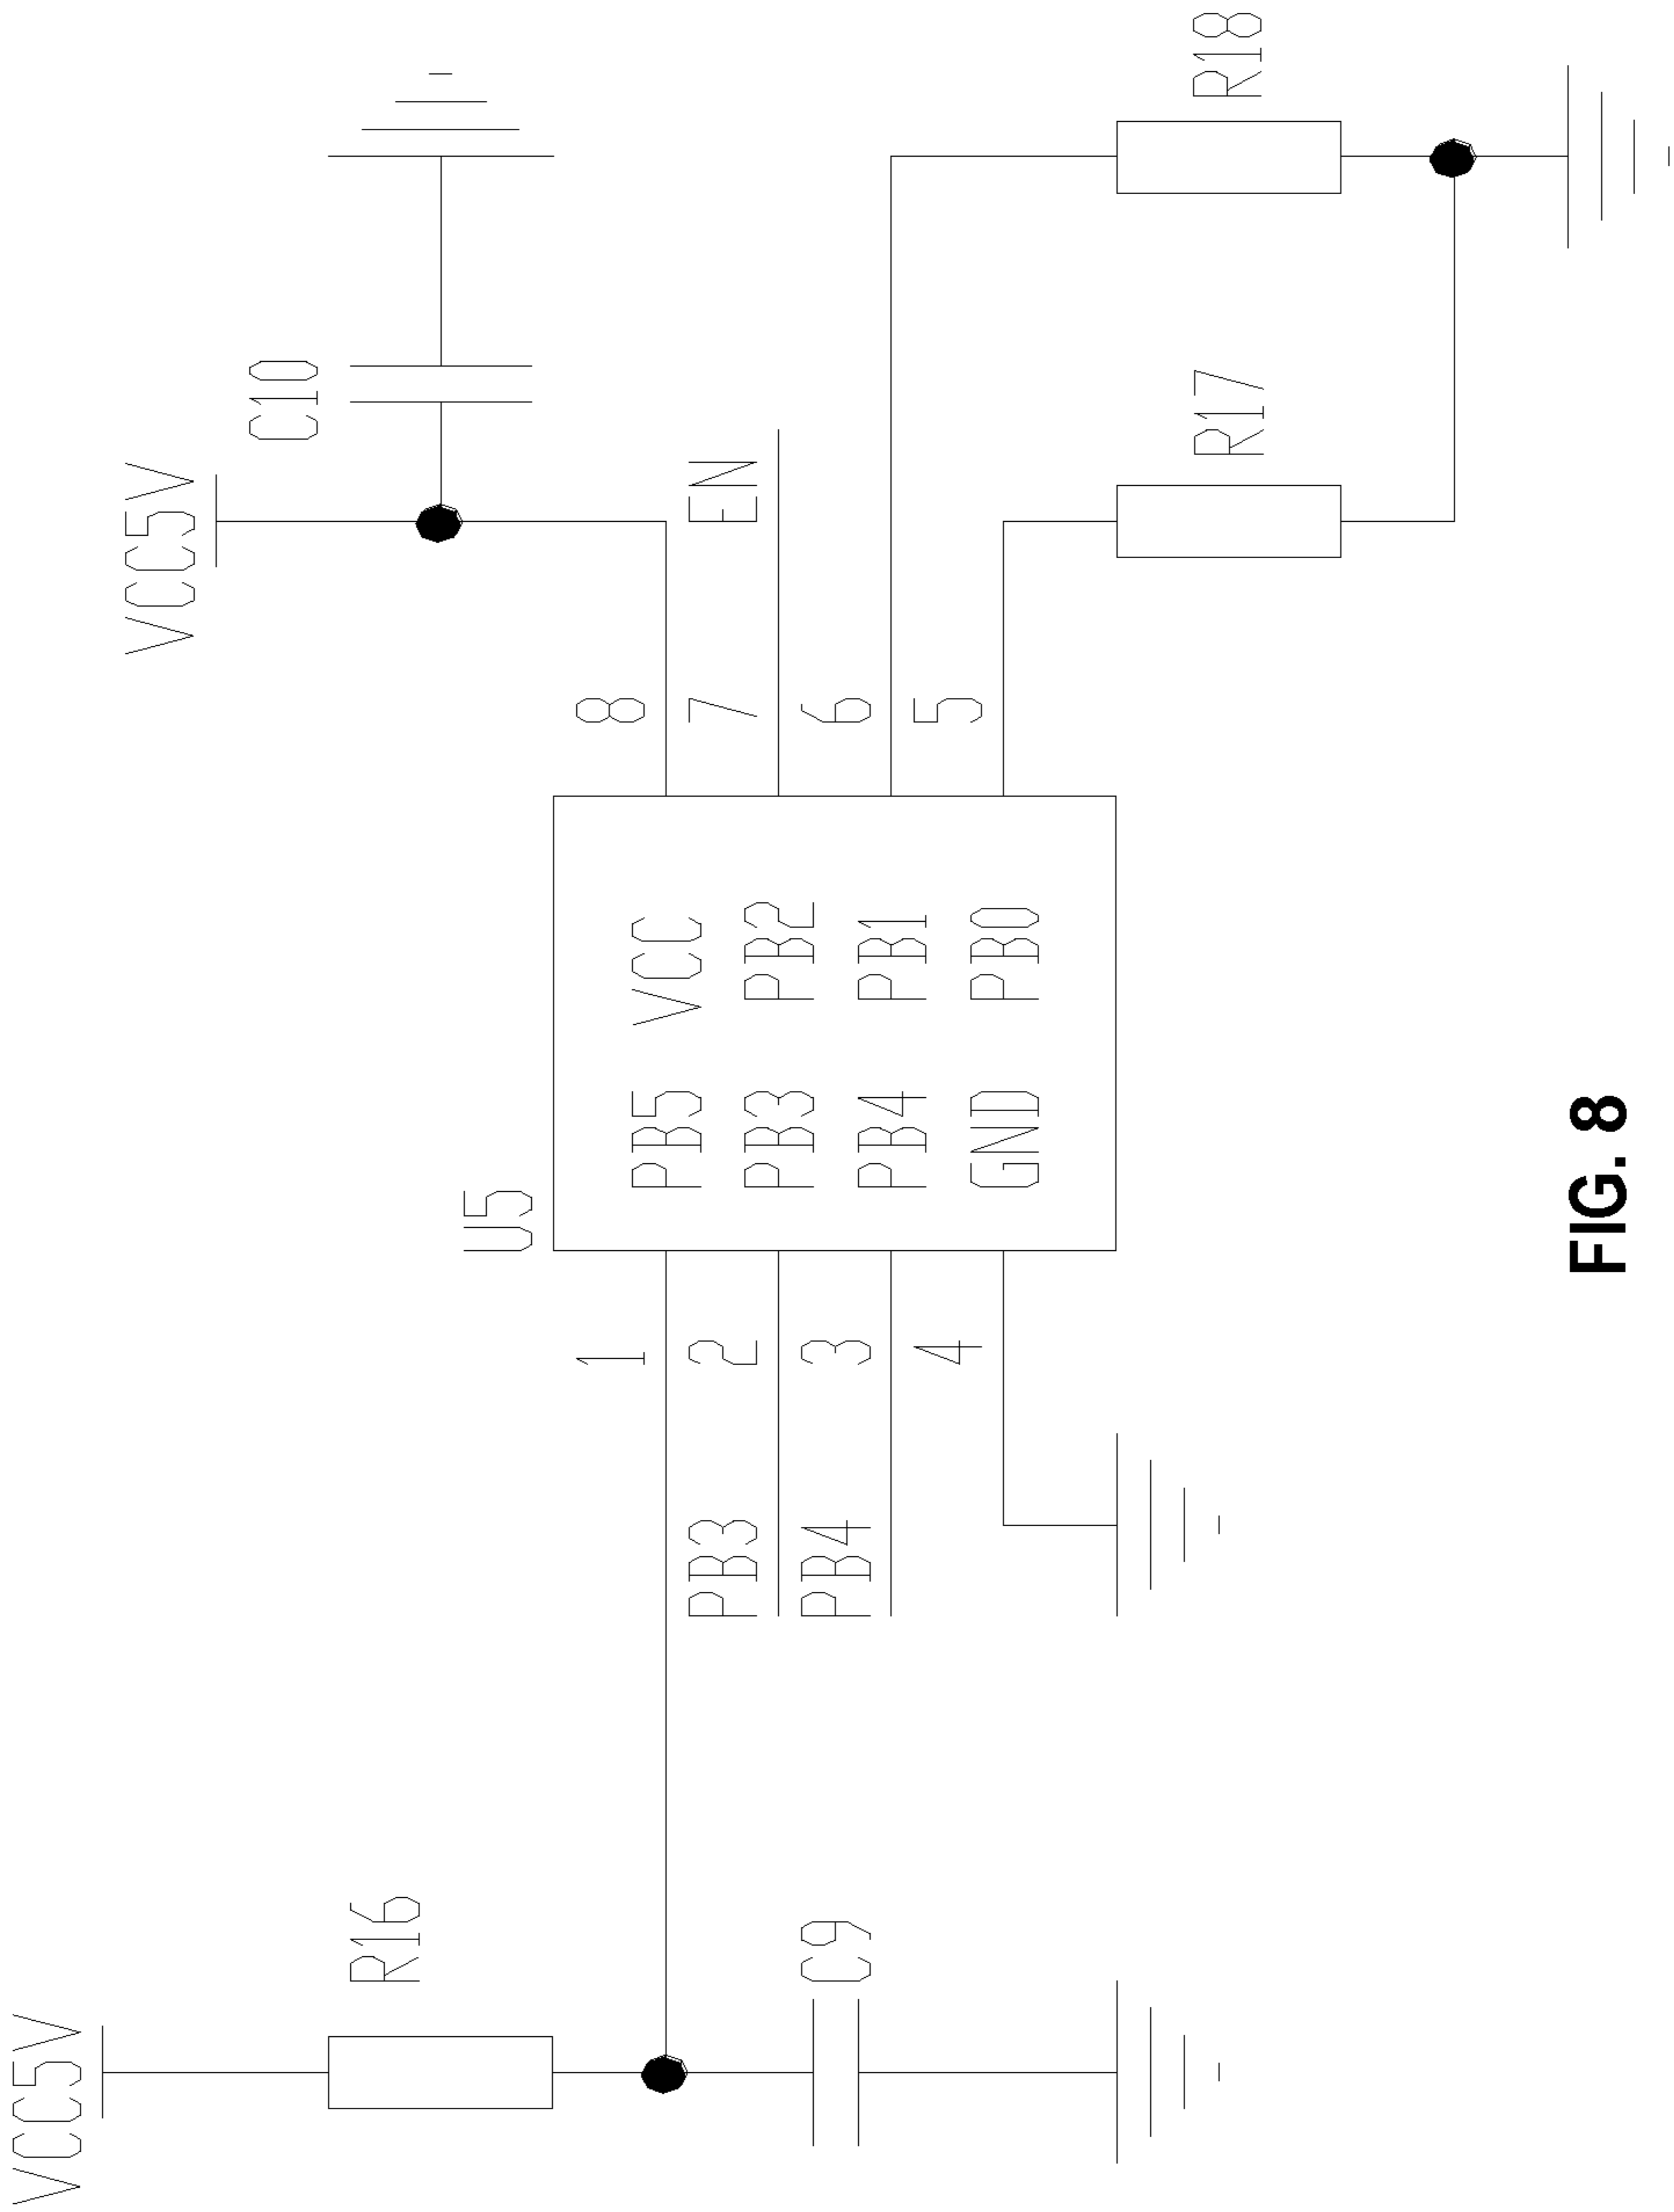 VCC5V
R16
C9
U5
1
2
3
4
PB3
PB4
PB5
PB3
PB4
GND
VCC
PB2
PB1
PB0
8
7
6
5
VCC5V
C10
EN
R17
R18
FIG. 8